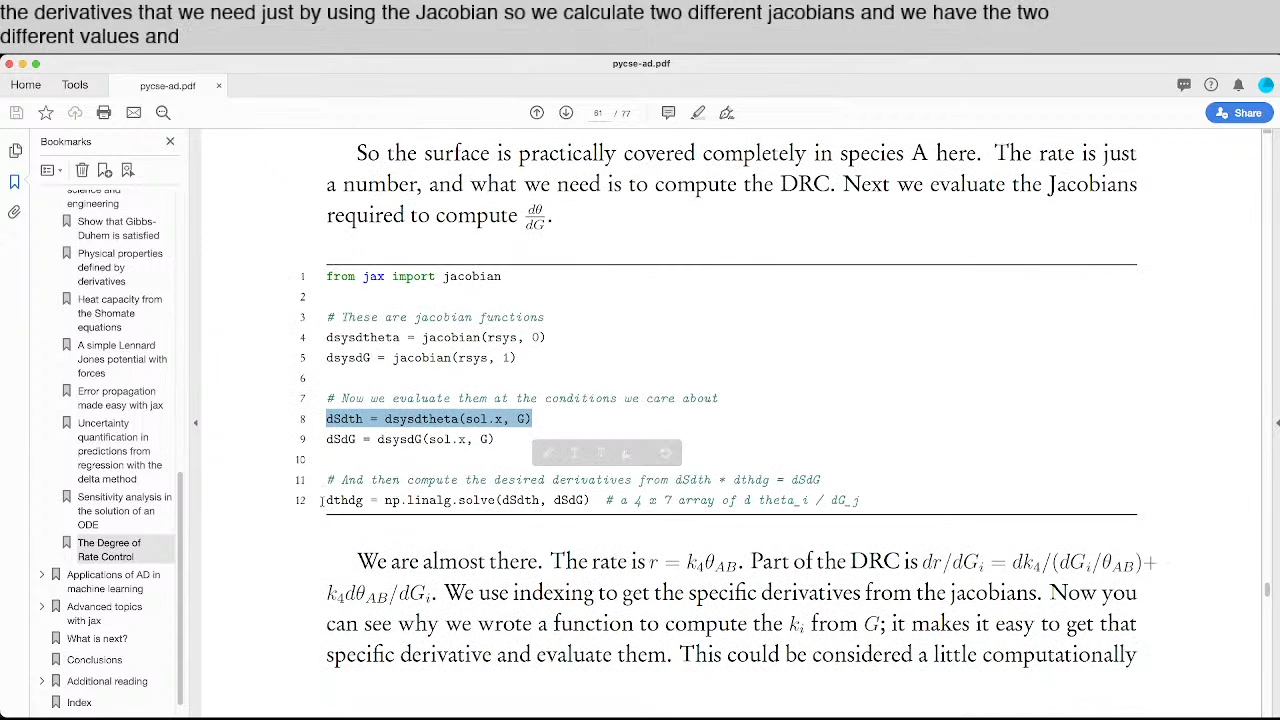 the derivatives that we need just by using the Jacobian so we calculate two different jacobians and we have the two
different values and
pycse-ad.pdf
Home
Tools
pycse-ad.pdf
×
61 / 77
Share
Bookmarks
science and
engineering
Show that Gibbs-
Duhem is satisfied
Physical properties
defined by
derivatives
Heat capacity from
the Shomate
equations
A simple Lennard
Jones potential with
forces
Error propagation
made easy with jax
Uncertainty
quantification in
predictions from
regression with the
delta method
Sensitivity analysis in
the solution of an
ODE
The Degree of
Rate Control
Applications of AD in
machine learning
Advanced topics
with jax
What is next?
Conclusions
Additional reading
Index
So the surface is practically covered completely in species A here. The rate is just
a number, and what we need is to compute the DRC. Next we evaluate the Jacobians
required to compute dθ/dG.
1 from jax import jacobian
2
3 # These are jacobian functions
4 dsysdtheta = jacobian(rsys, 0)
5 dsysdG = jacobian(rsys, 1)
6
7 # Now we evaluate them at the conditions we care about
8 dSdth = dsysdtheta(sol.x, G)
9 dSdG = dsysdG(sol.x, G)
10
11 # And then compute the desired derivatives from dSdth * dthdg = dSdG
12 dthdg = np.linalg.solve(dSdth, dSdG) # a 4 x 7 array of d theta_i / dG_j
We are almost there. The rate is r = k₄θ_AB. Part of the DRC is dr/dG_i = dk₄/(dG_i/θ_AB)+
k₄dθ_AB/dG_i. We use indexing to get the specific derivatives from the jacobians. Now you
can see why we wrote a function to compute the k_i from G; it makes it easy to get that
specific derivative and evaluate them. This could be considered a little computationally